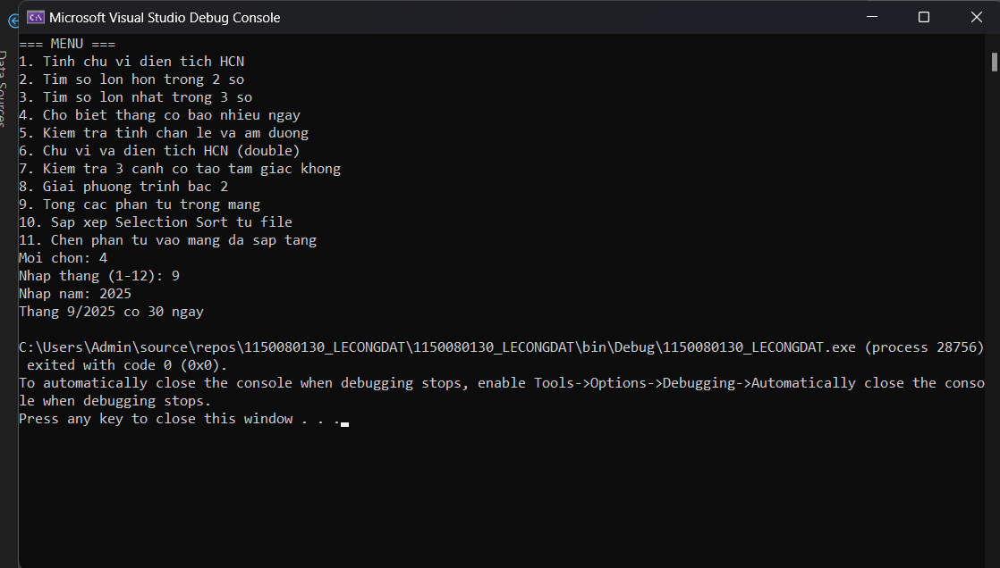 Microsoft Visual Studio Debug Console
Data Sources
=== MENU ===
1. Tinh chu vi dien tich HCN
2. Tim so lon hon trong 2 so
3. Tim so lon nhat trong 3 so
4. Cho biet thang co bao nhieu ngay
5. Kiem tra tinh chan le va am duong
6. Chu vi va dien tich HCN (double)
7. Kiem tra 3 canh co tao tam giac khong
8. Giai phuong trinh bac 2
9. Tong cac phan tu trong mang
10. Sap xep Selection Sort tu file
11. Chen phan tu vao mang da sap tang
Moi chon: 4
Nhap thang (1-12): 9
Nhap nam: 2025
Thang 9/2025 co 30 ngay
C:\Users\Admin\source\repos\1150080130_LECONGDAT\1150080130_LECONGDAT\bin\Debug\1150080130_LECONGDAT.exe (process 28756)
exited with code 0 (0x0).
To automatically close the console when debugging stops, enable Tools->Options->Debugging->Automatically close the conso
le when debugging stops.
Press any key to close this window . . .